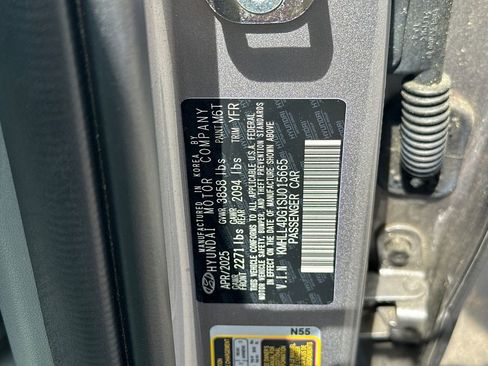 MANUFACTURED IN KOREA BY
HYUNDAI MOTOR COMPANY
PAINT M6T
TRIM YFR
APR/2025
GVWR 3858 lbs
GAWR FRONT 2271 lbs
GAWR REAR 2094 lbs
THIS VEHICLE CONFORMS TO ALL APPLICABLE U.S.A. FEDERAL
MOTOR VEHICLE SAFETY AND THEFT PREVENTION STANDARDS
IN EFFECT ON THE DATE OF MANUFACTURE SHOWN ABOVE.
V.I.N KMHLL4DG1SU015665
PASSENGER CAR
N55